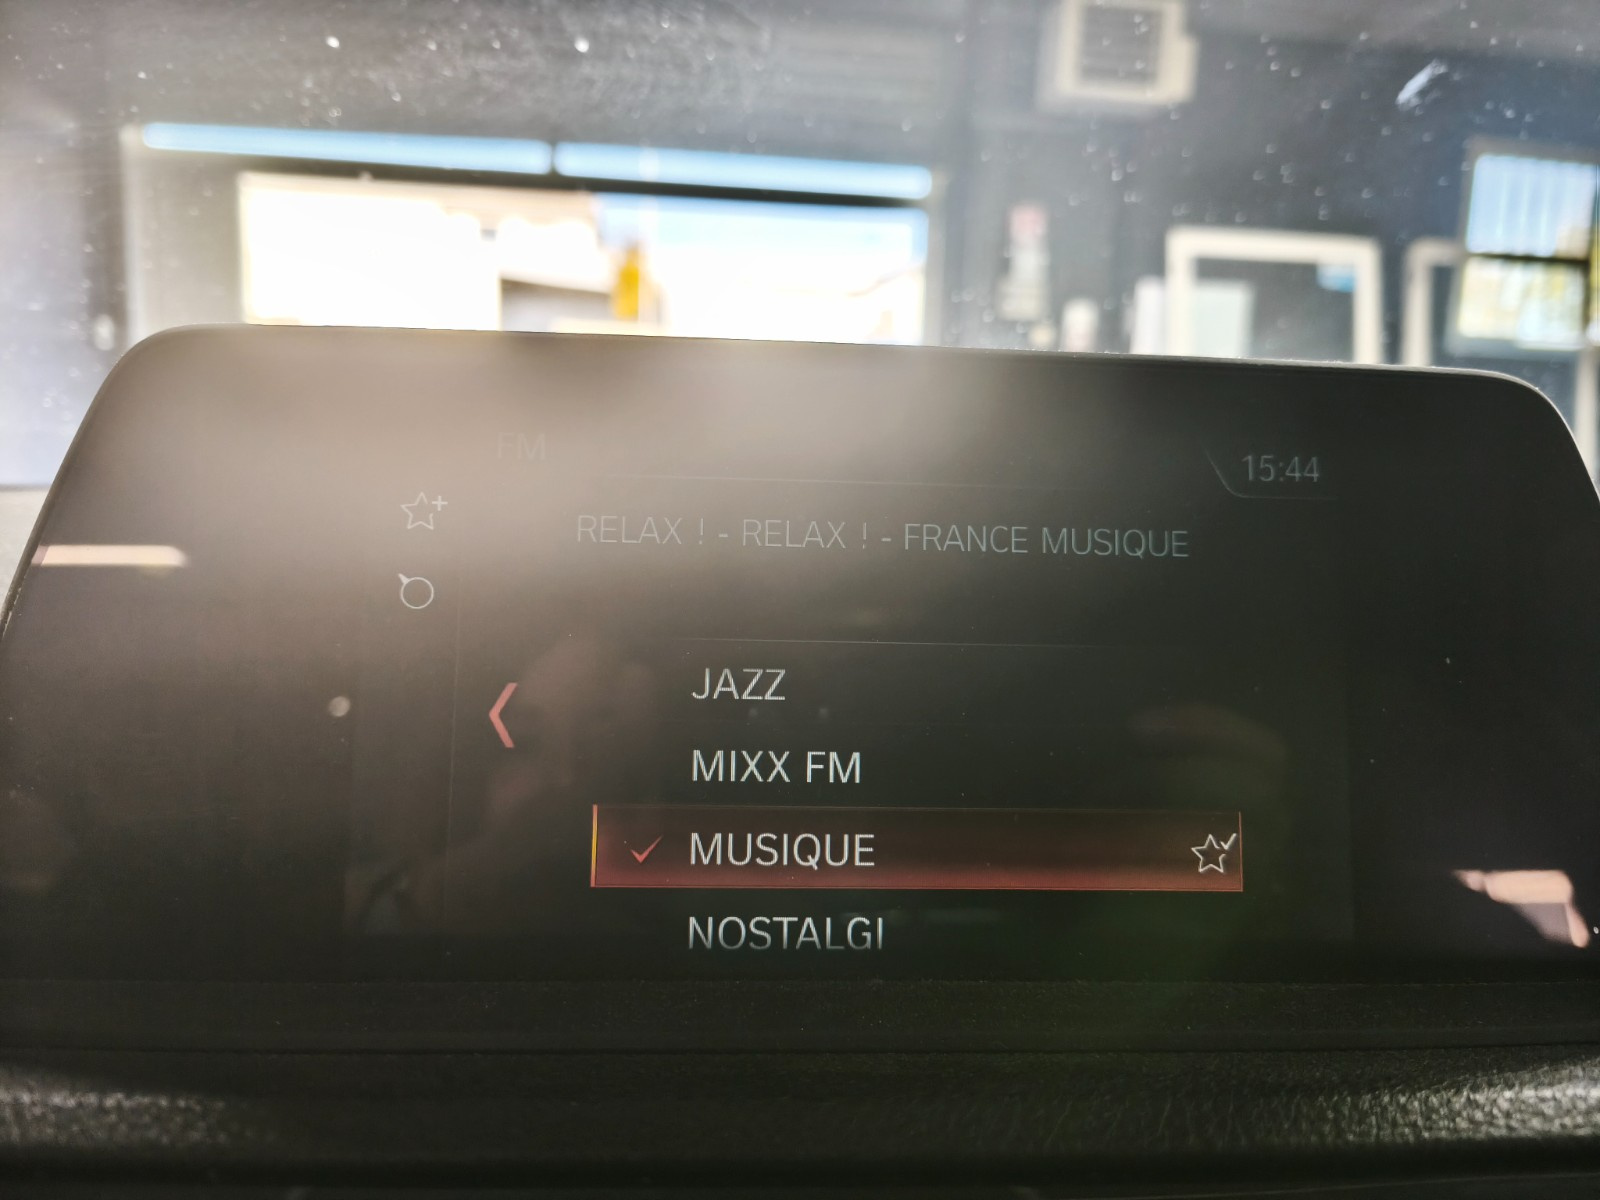 FM
15:44
RELAX ! - RELAX ! - FRANCE MUSIQUE
JAZZ
MIXX FM
MUSIQUE
NOSTALGI